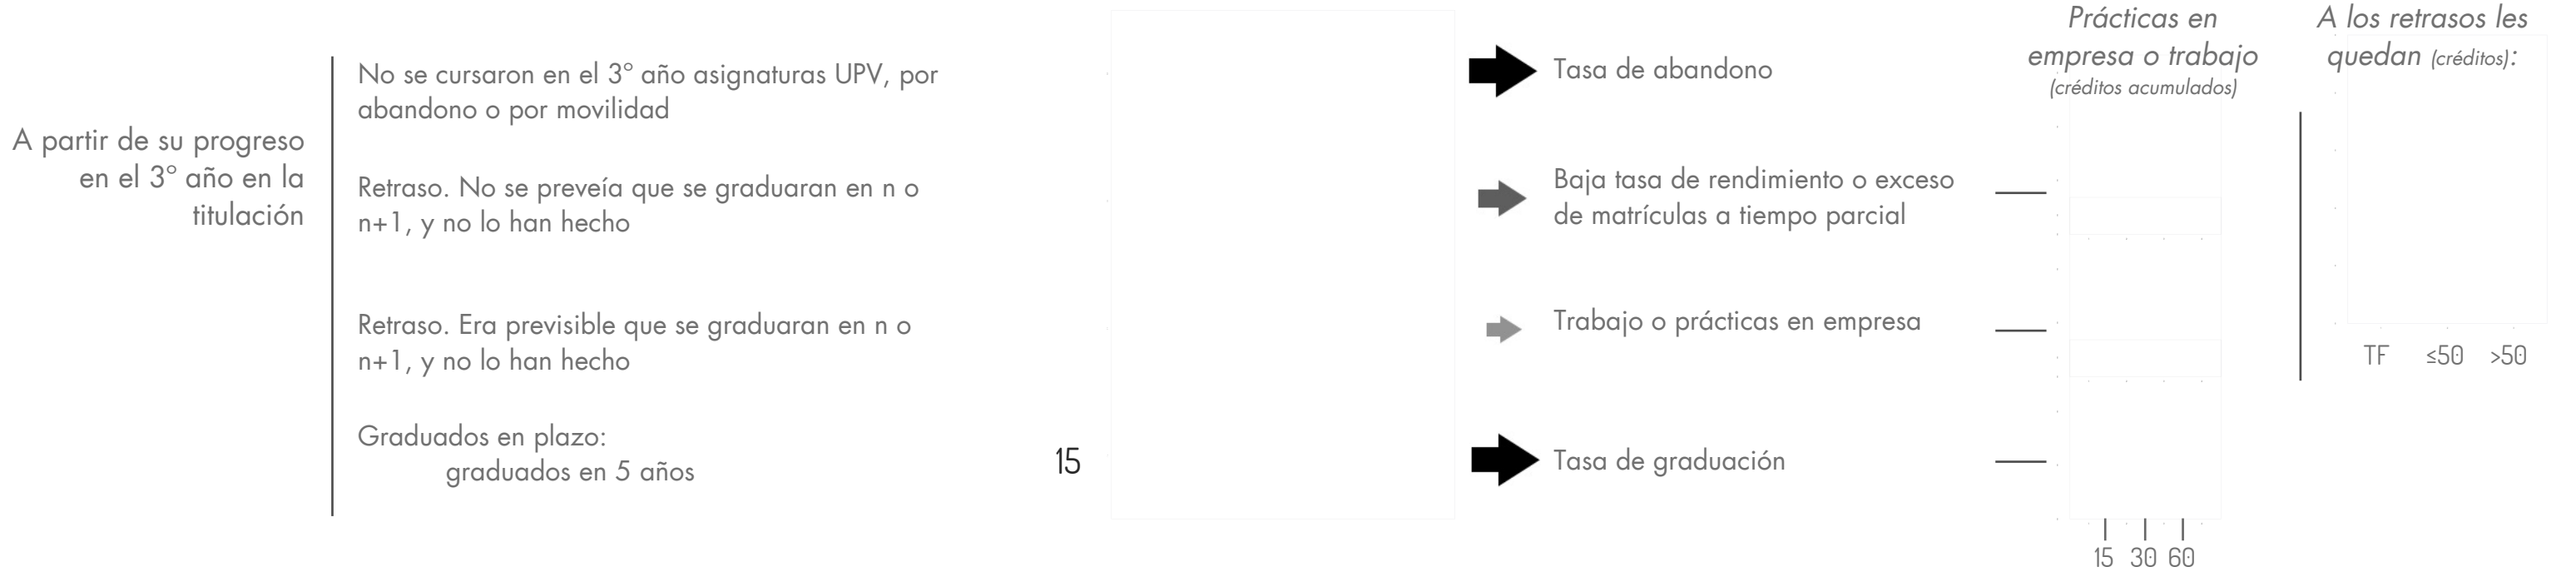 A partir de su progreso
en el 3º año en la
titulación
No se cursaron en el 3º año asignaturas UPV, por
abandono o por movilidad
Retraso. No se preveía que se graduaran en n o
n+1, y no lo han hecho
Retraso. Era previsible que se graduaran en n o
n+1, y no lo han hecho
Graduados en plazo:
graduados en 5 años
15
Tasa de abandono
Baja tasa de rendimiento o exceso
de matrículas a tiempo parcial
Trabajo o prácticas en empresa
Tasa de graduación
Prácticas en
empresa o trabajo
(créditos acumulados)
15 30 60
A los retrasos les
quedan (créditos):
TF ≤50 >50